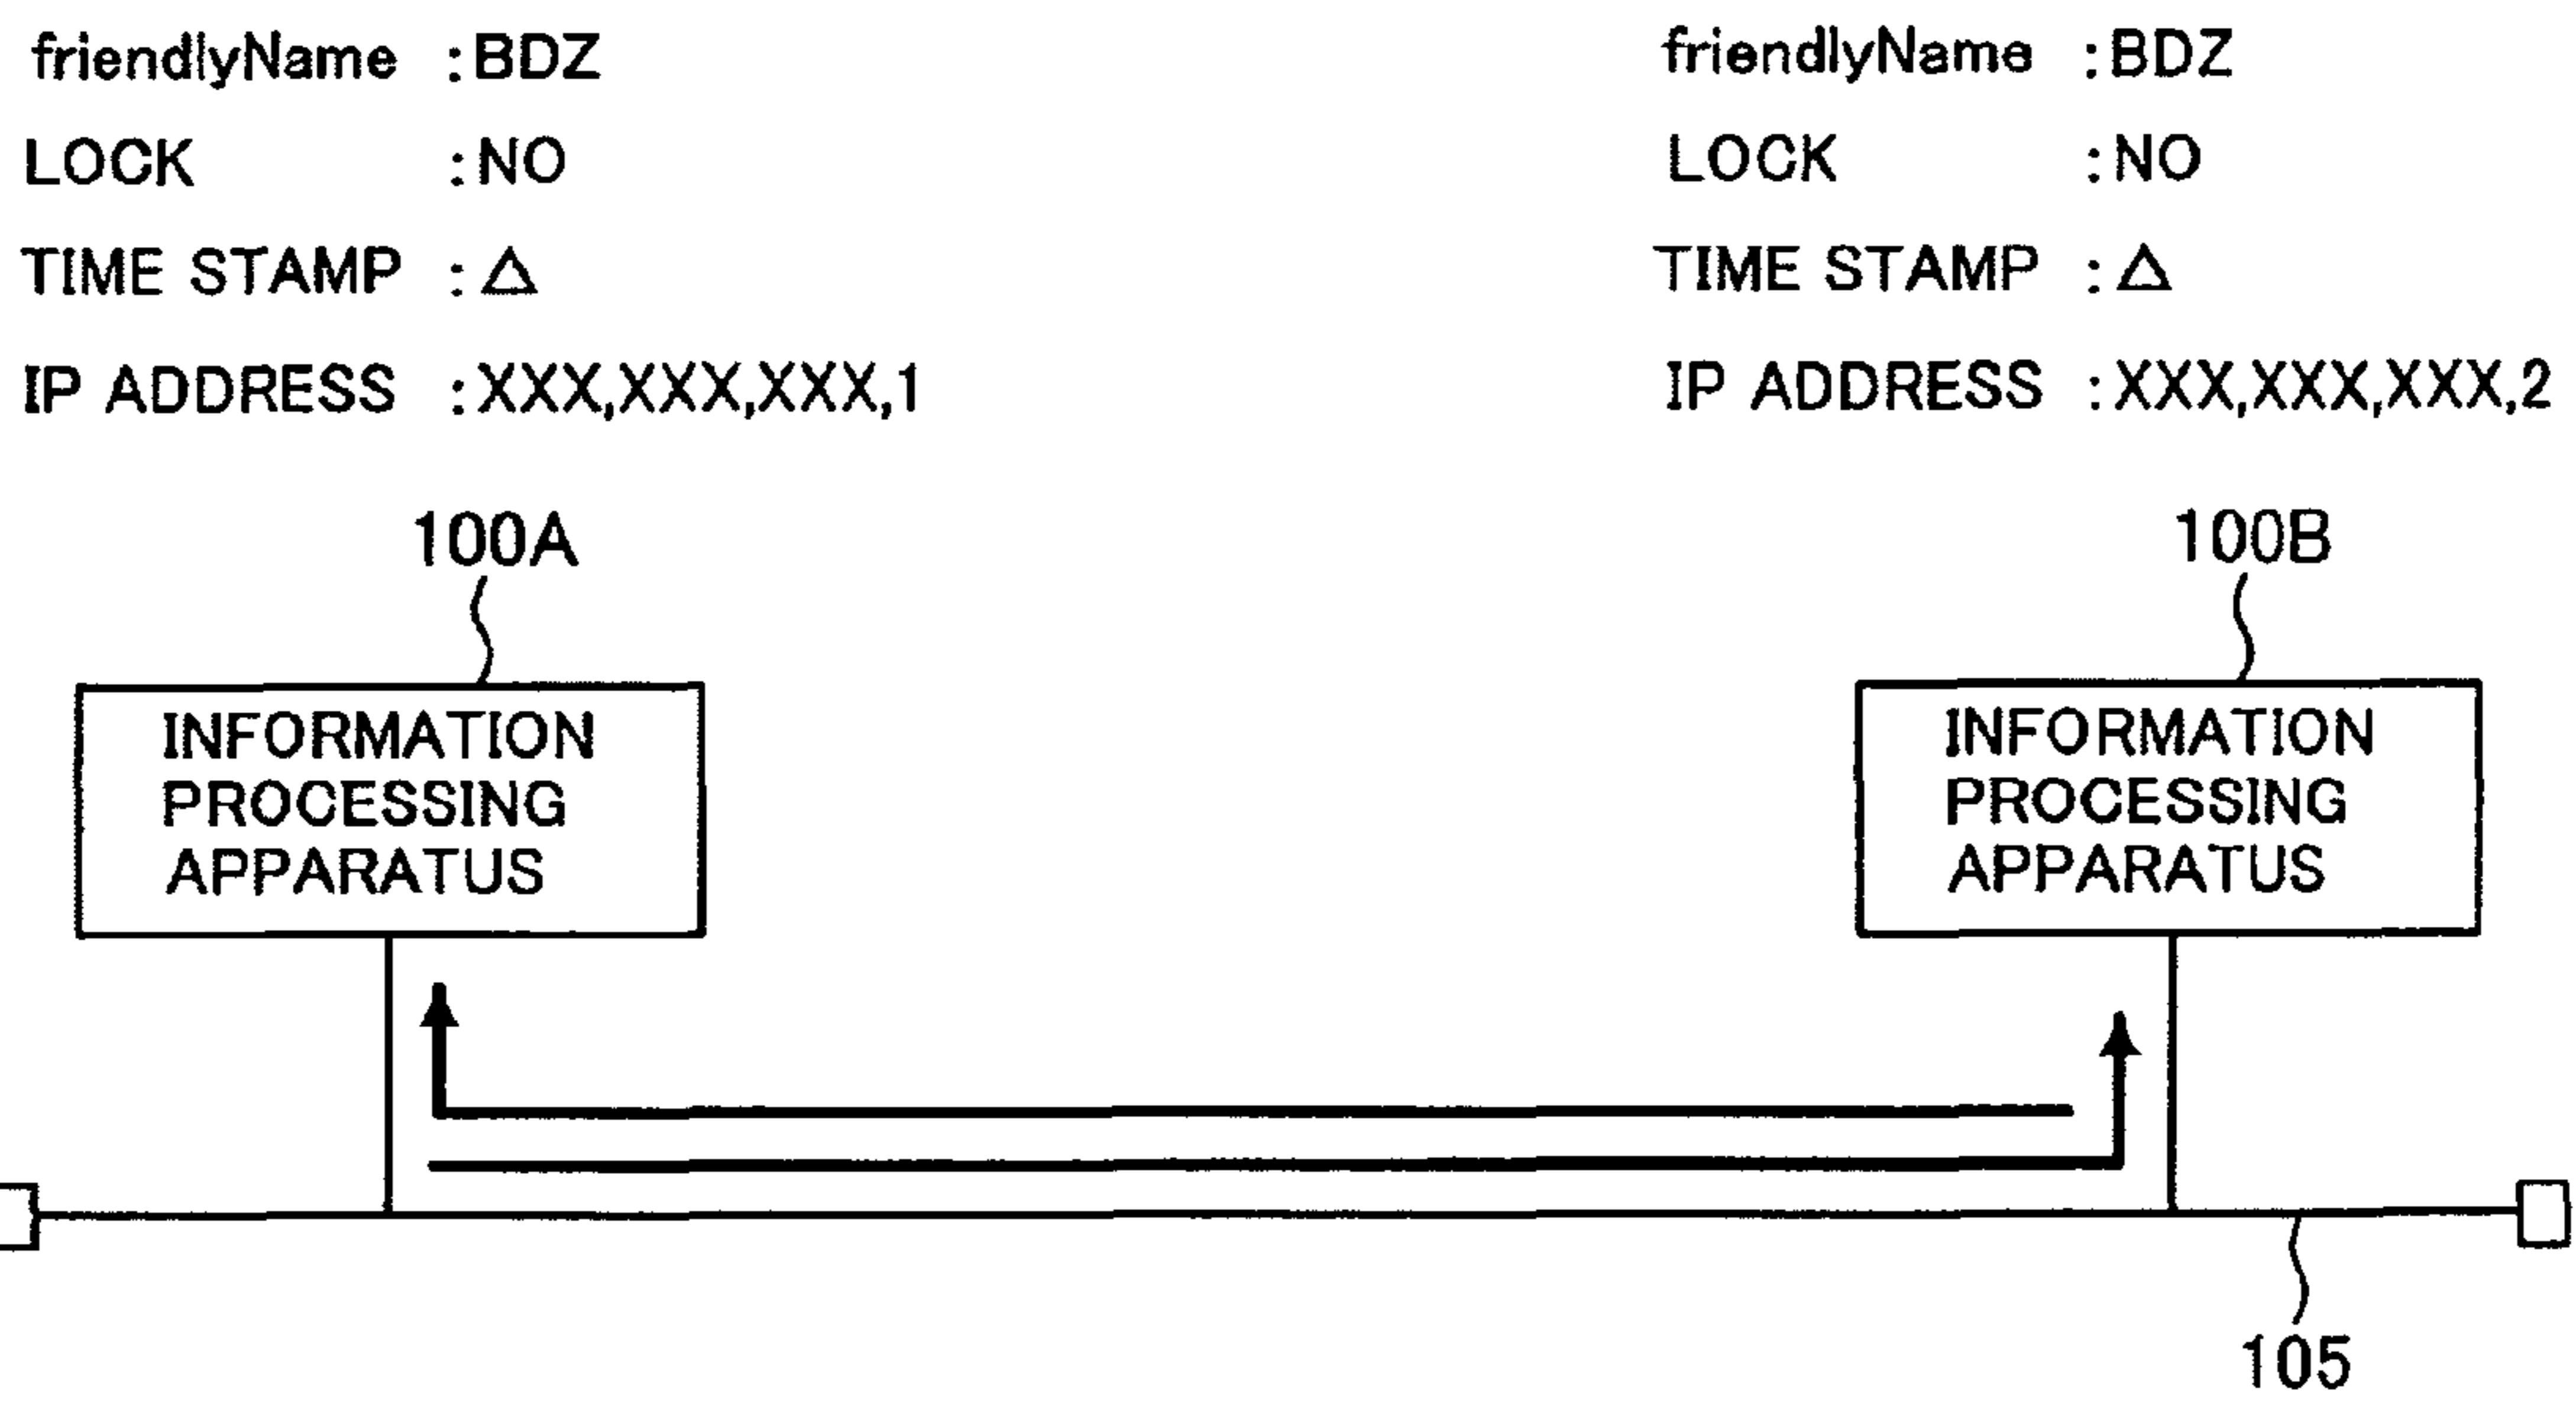 friendlyName :BDZ
LOCK :NO
TIME STAMP :△
IP ADDRESS :XXX,XXX,XXX,1
friendlyName :BDZ
LOCK :NO
TIME STAMP :△
IP ADDRESS :XXX,XXX,XXX,2
100A
100B
INFORMATION
PROCESSING
APPARATUS
INFORMATION
PROCESSING
APPARATUS
105